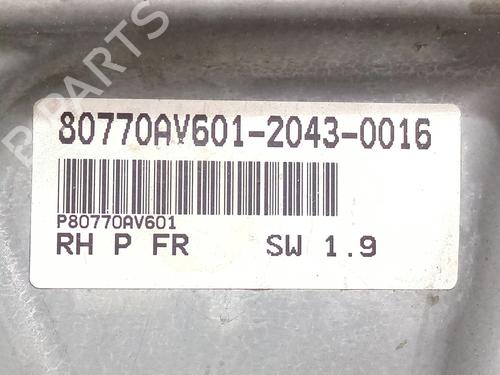 B PARTS
80770AV601-2043-0016
P80770AV601
RH P FR SW 1.9